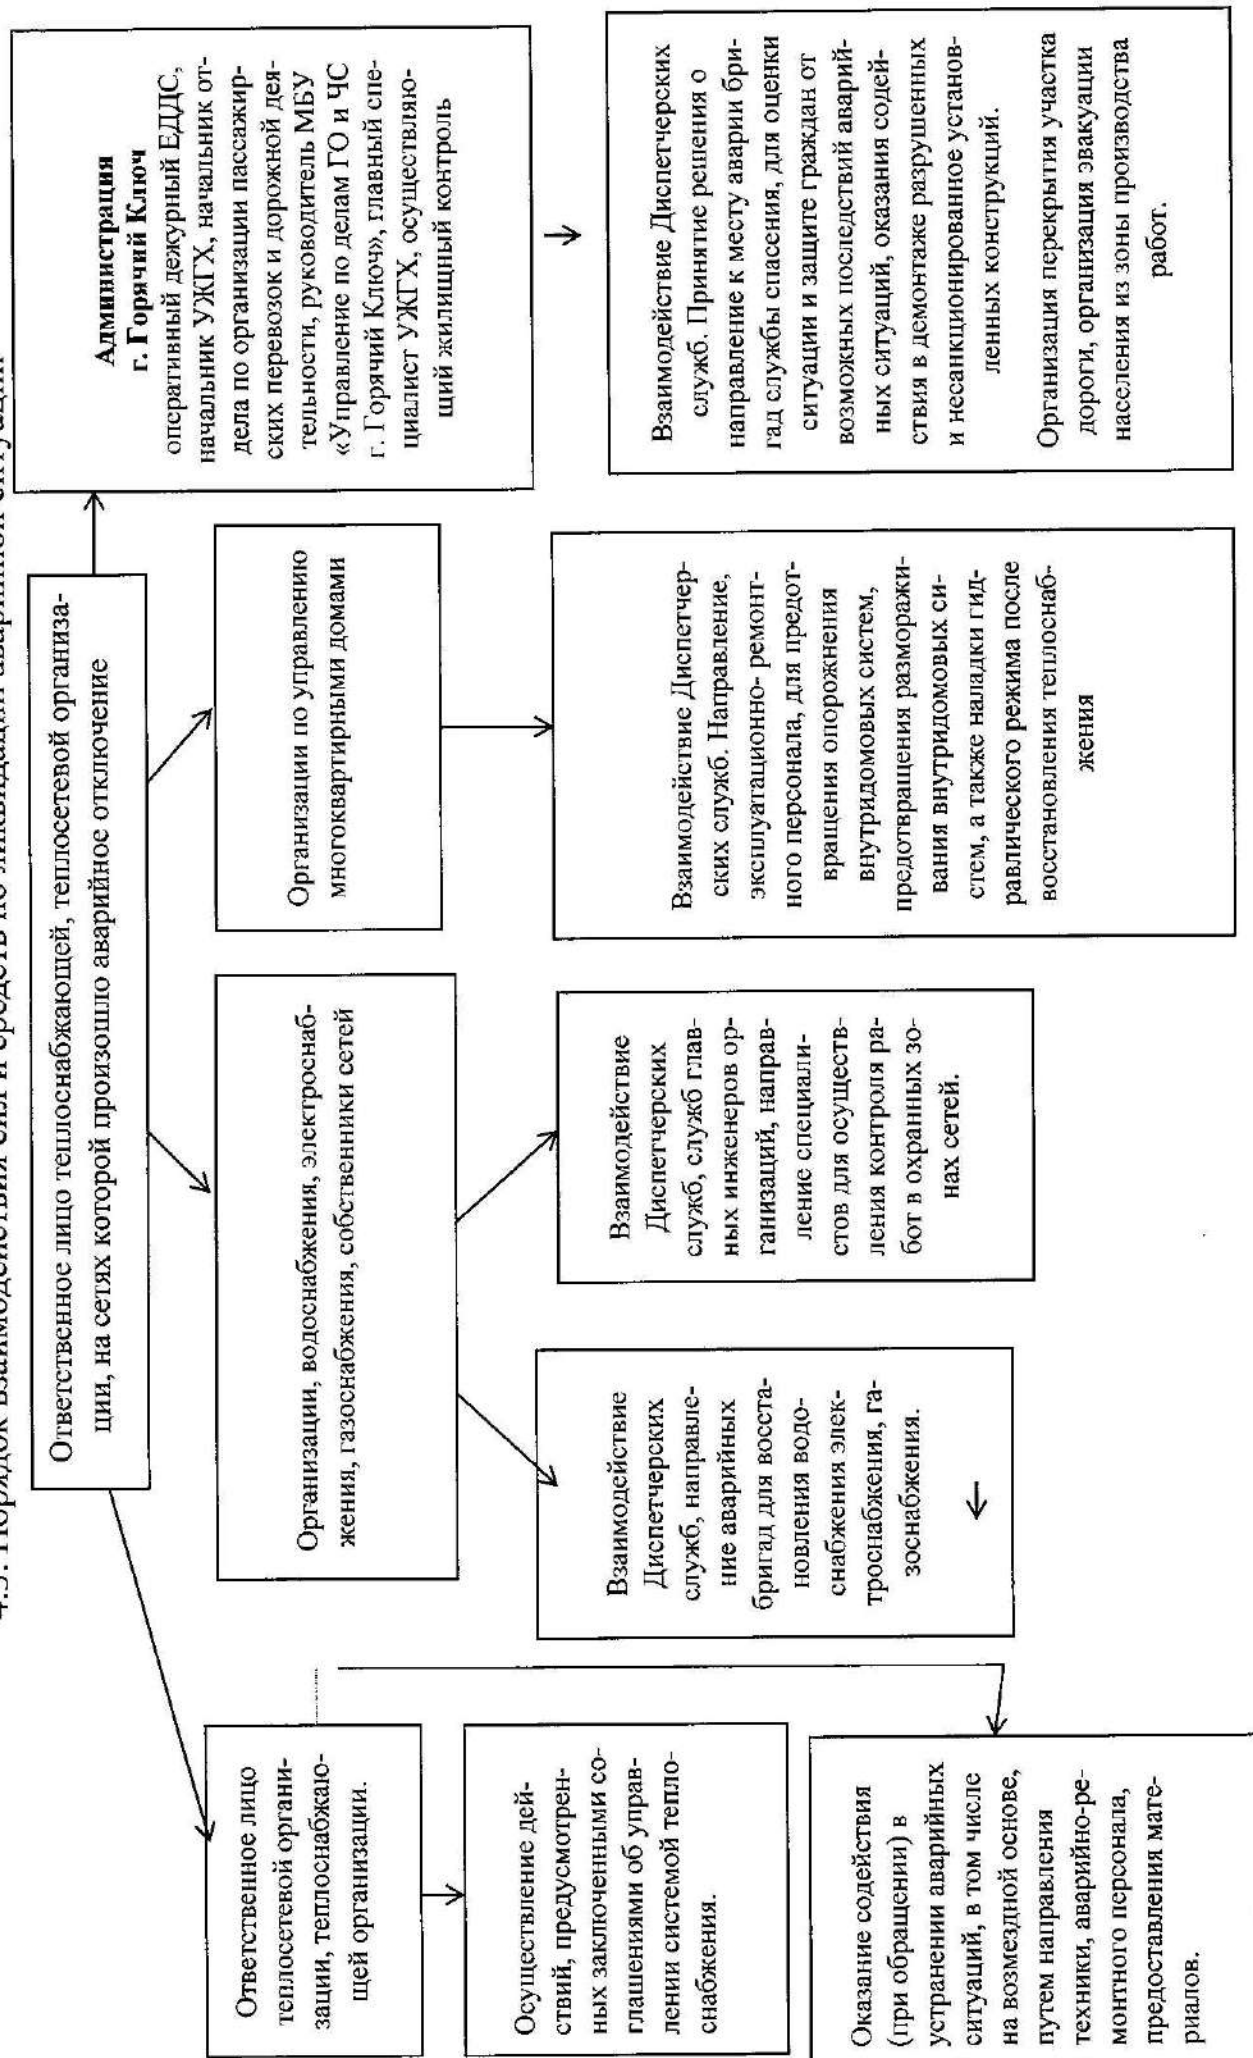 4.5. Порядок взаимодействия сил и средств по ликвидации аварийной ситуации
Ответственное лицо теплоснабжающей, теплосетевой организа-
ции, на сетях которой произошло аварийное отключение
Ответственное лицо
теплосетевой органи-
зации, теплоснабжаю-
щей организации.
Организации, водоснабжения, электроснаб-
жения, газоснабжения, собственники сетей
Организации по управлению
многоквартирными домами
Администрация
г. Горячий Ключ
оперативный дежурный ЕДДС,
начальник УЖГХ, начальник от-
дела по организации пассажир-
ских перевозок и дорожной дея-
тельности, руководитель МБУ
«Управление по делам ГО и ЧС
г. Горячий Ключ», главный спе-
циалист УЖГХ, осуществляю-
щий жилищный контроль
Осуществление дей-
ствий, предусмотрен-
ных заключенными со-
глашениями об управ-
лении системой тепло-
снабжения.
Взаимодействие
Диспетчерских
служб, направле-
ние аварийных
бригад для восста-
новления водо-
снабжения элек-
троснабжения, га-
зоснабжения.
Взаимодействие
Диспетчерских
служб, служб глав-
ных инженеров ор-
ганизаций, направ-
ление специали-
стов для осуществ-
ления контроля ра-
бот в охранных зо-
нах сетей.
Взаимодействие Диспетчер-
ских служб. Направление,
эксплуатационно- ремонт-
ного персонала, для предот-
вращения опорожнения
внутридомовых систем,
предотвращения разморажи-
вания внутридомовых си-
стем, а также наладки гид-
равлического режима после
восстановления теплоснаб-
жения
Взаимодействие Диспетчерских
служб. Принятие решения о
направление к месту аварии бри-
гад службы спасения, для оценки
ситуации и защите граждан от
возможных последствий аварий-
ных ситуаций, оказания содей-
ствия в демонтаже разрушенных
и несанкционированное установ-
ленных конструкций.
Организация перекрытия участка
дороги, организация эвакуации
населения из зоны производства
работ.
Оказание содействия
(при обращении) в
устранении аварийных
ситуаций, в том числе
на возмездной основе,
путем направления
техники, аварийно-ре-
монтного персонала,
предоставления мате-
риалов.